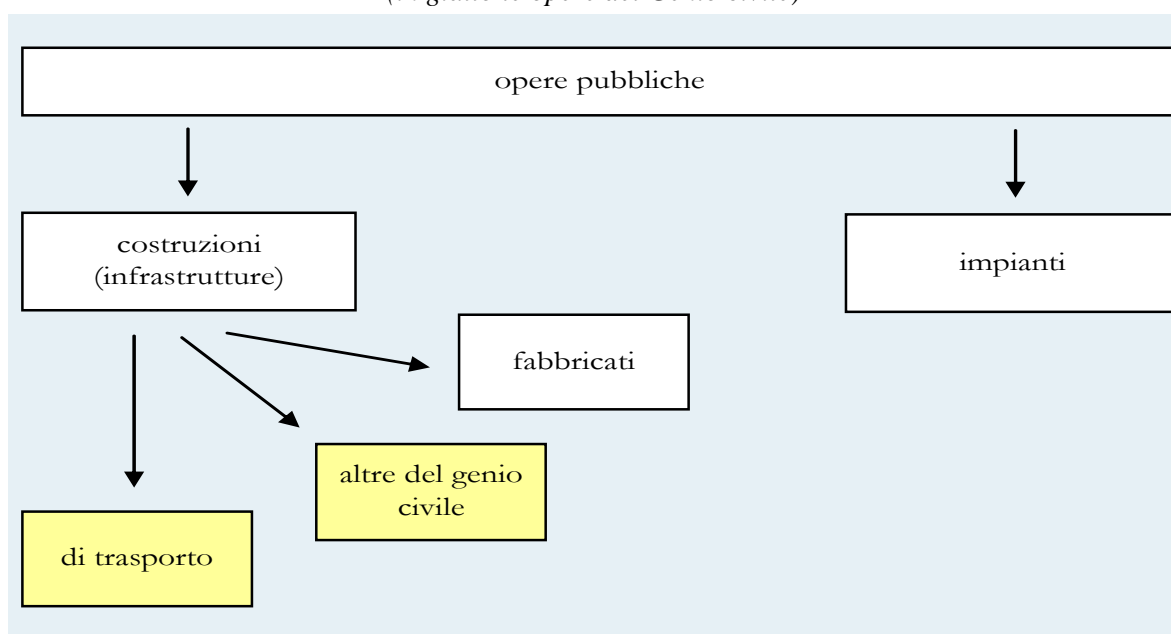 opere pubbliche
costruzioni
(infrastrutture)
impianti
fabbricati
altre del genio
civile
di trasporto